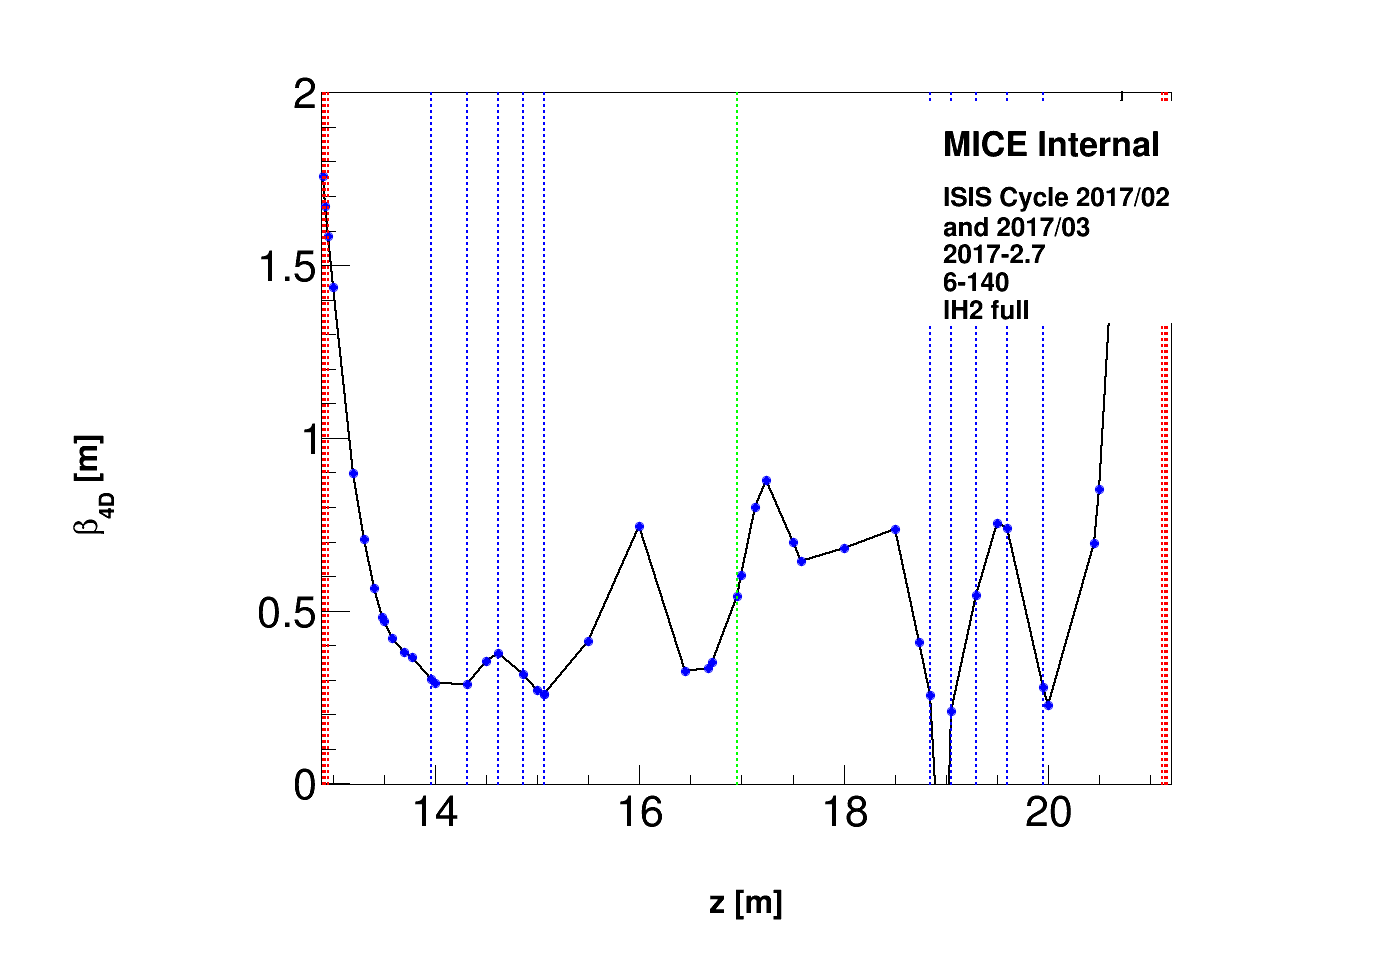 2
1.5
1
0.5
0
β4D [m]
14 16 18 20
z [m]
MICE Internal
ISIS Cycle 2017/02
and 2017/03
2017-2.7
6-140
lH2 full